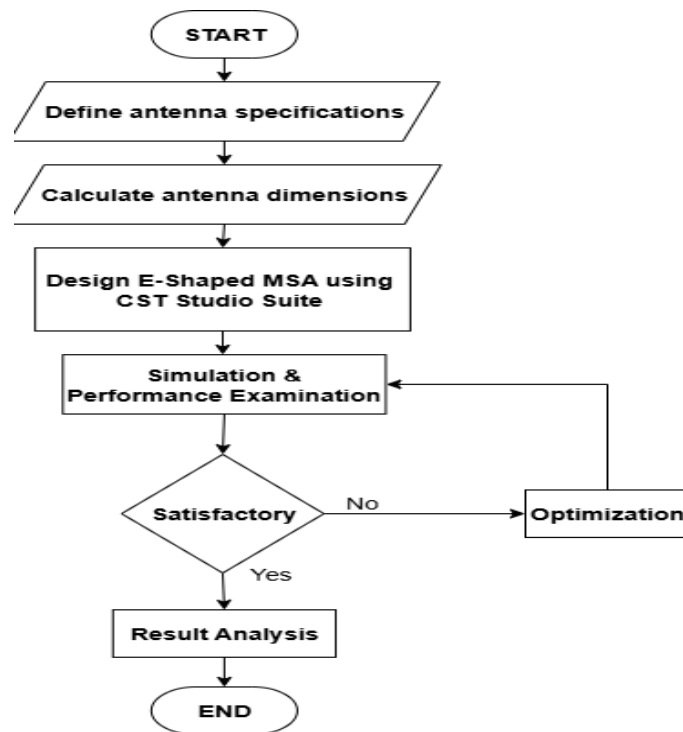 START
Define antenna specifications
Calculate antenna dimensions
Design E-Shaped MSA using
CST Studio Suite
Simulation &
Performance Examination
Satisfactory
No
Optimization
Yes
Result Analysis
END